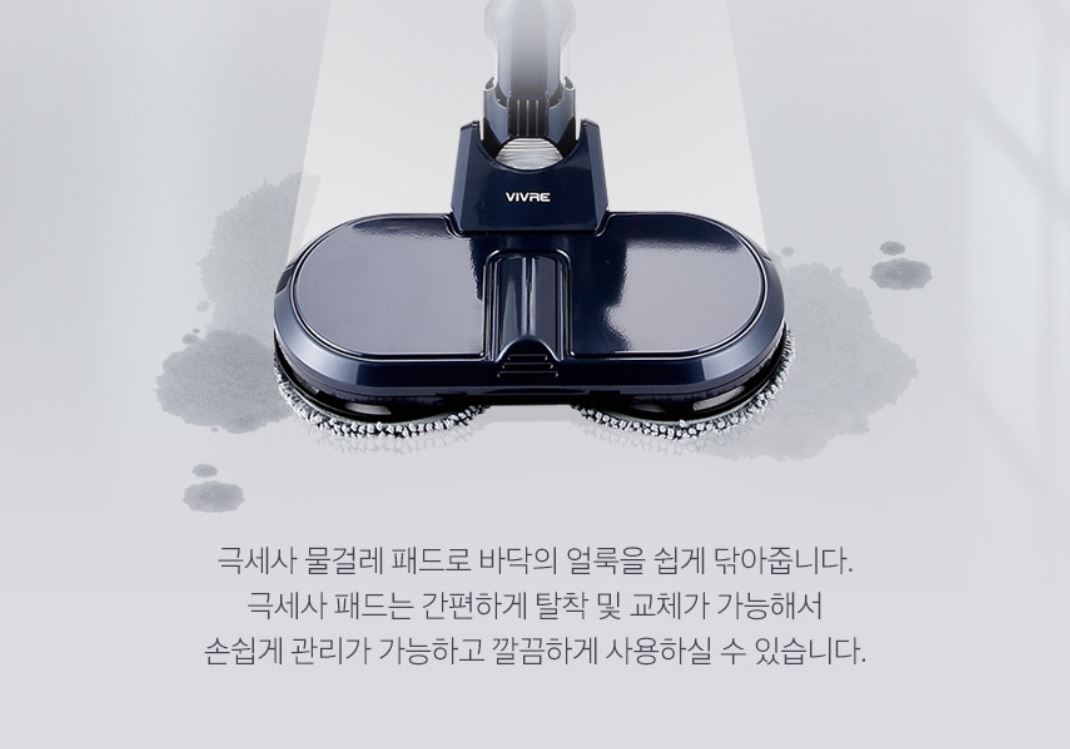 VIVRE
극세사 물걸레 패드로 바닥의 얼룩을 쉽게 닦아줍니다.
극세사 패드는 간편하게 탈착 및 교체가 가능해서
손쉽게 관리가 가능하고 깔끔하게 사용하실 수 있습니다.